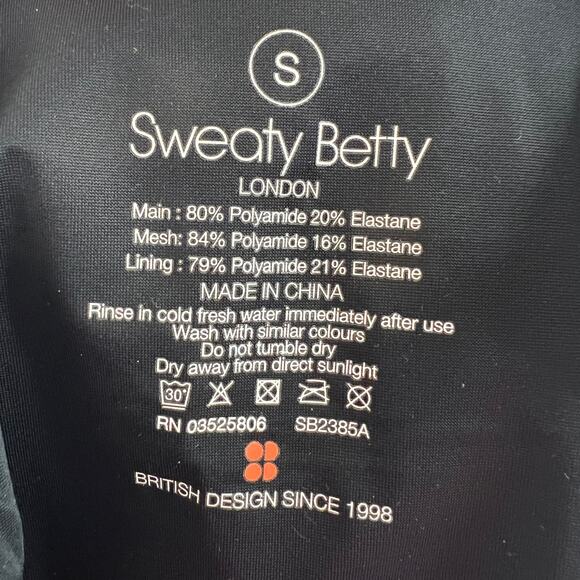 S
Sweaty Betty
LONDON
Main : 80% Polyamide 20% Elastane
Mesh: 84% Polyamide 16% Elastane
Lining : 79% Polyamide 21% Elastane
MADE IN CHINA
Rinse in cold fresh water immediately after use
Wash with similar colours
Do not tumble dry
Dry away from direct sunlight
30°
RN 03525806 SB2385A
BRITISH DESIGN SINCE 1998